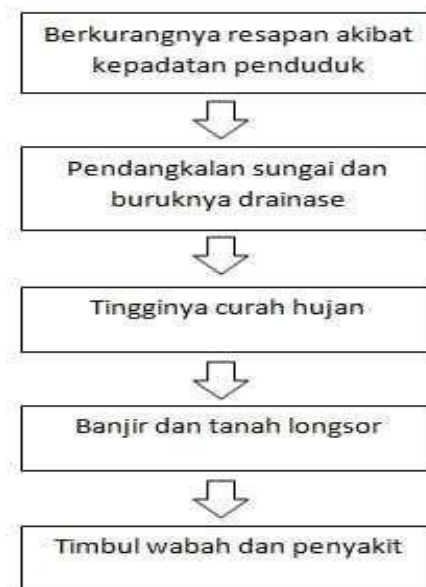 Berkurangnya resapan akibat
kepadatan penduduk
Pendangkalan sungai dan
buruknya drainase
Tingginya curah hujan
Banjir dan tanah longsor
Timbul wabah dan penyakit